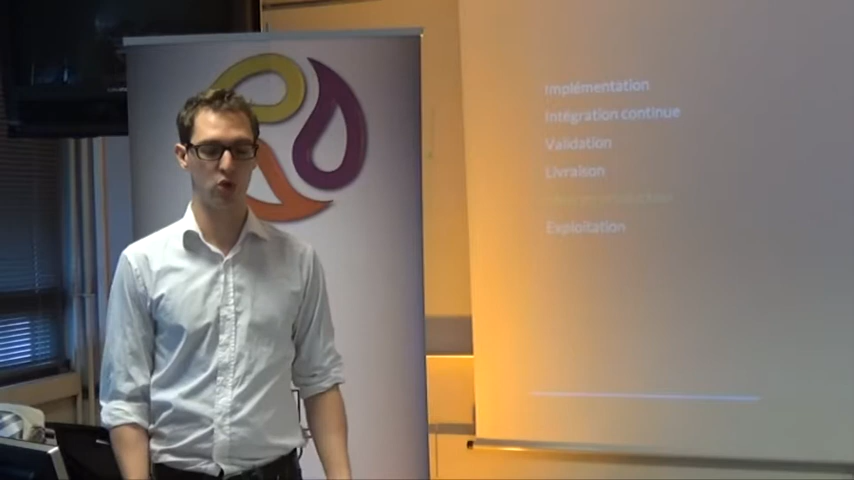 Implémentation
Intégration continue
Validation
Livraison
Exploitation